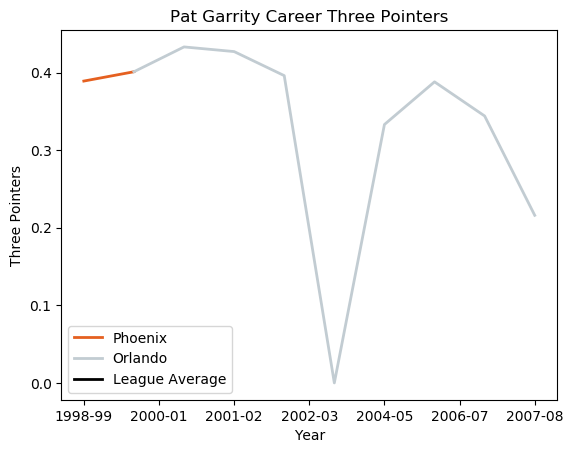 Pat Garrity Career Three Pointers
Three Pointers
0.4
0.3
0.2
0.1
0.0
Phoenix
Orlando
League Average
1998-99 2000-01 2001-02 2002-03 2004-05 2006-07 2007-08
Year